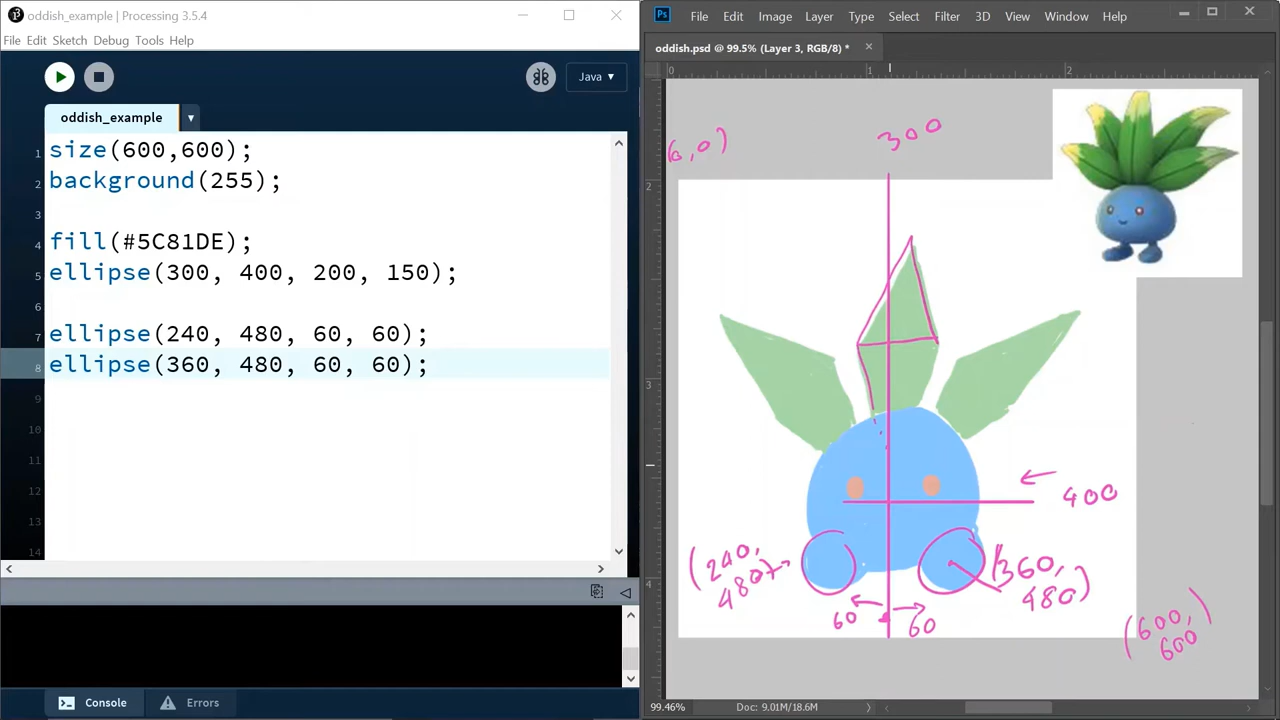 oddish_example | Processing 3.5.4
File Edit Sketch Debug Tools Help
Java ▼
oddish_example
▼
1 size(600,600);
2 background(255);
3
4 fill(#5C81DE);
5 ellipse(300, 400, 200, 150);
6
7 ellipse(240, 480, 60, 60);
8 ellipse(360, 480, 60, 60);
9
10
11
12
13
14
Console
Errors
Ps File Edit Image Layer Type Select Filter 3D View Window Help
oddish.psd @ 99.5% (Layer 3, RGB/8) *
0 1 2
2
3
4
(0,0)
300
400
(240,
480)
(360,
480)
60
60
(600,
600)
99.46% Doc: 9.01M/18.6M